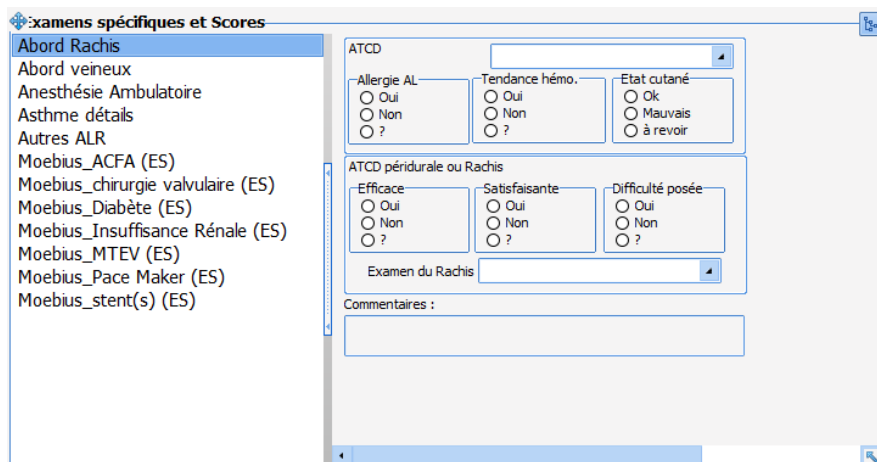 Examens spécifiques et Scores
Abord Rachis
Abord veineux
Anesthésie Ambulatoire
Asthme détails
Autres ALR
Moebius_ACFA (ES)
Moebius_chirurgie valvulaire (ES)
Moebius_Diabète (ES)
Moebius_Insuffisance Rénale (ES)
Moebius_MTEV (ES)
Moebius_Pace Maker (ES)
Moebius_stent(s) (ES)
ATCD
Allergie AL Tendance hémo. Etat cutané
Oui Oui Ok
Non Non Mauvais
? ? à revoir
ATCD péridurale ou Rachis
Efficace Satisfaisante Difficulté posée
Oui Oui Oui
Non Non Non
? ? ?
Examen du Rachis
Commentaires :